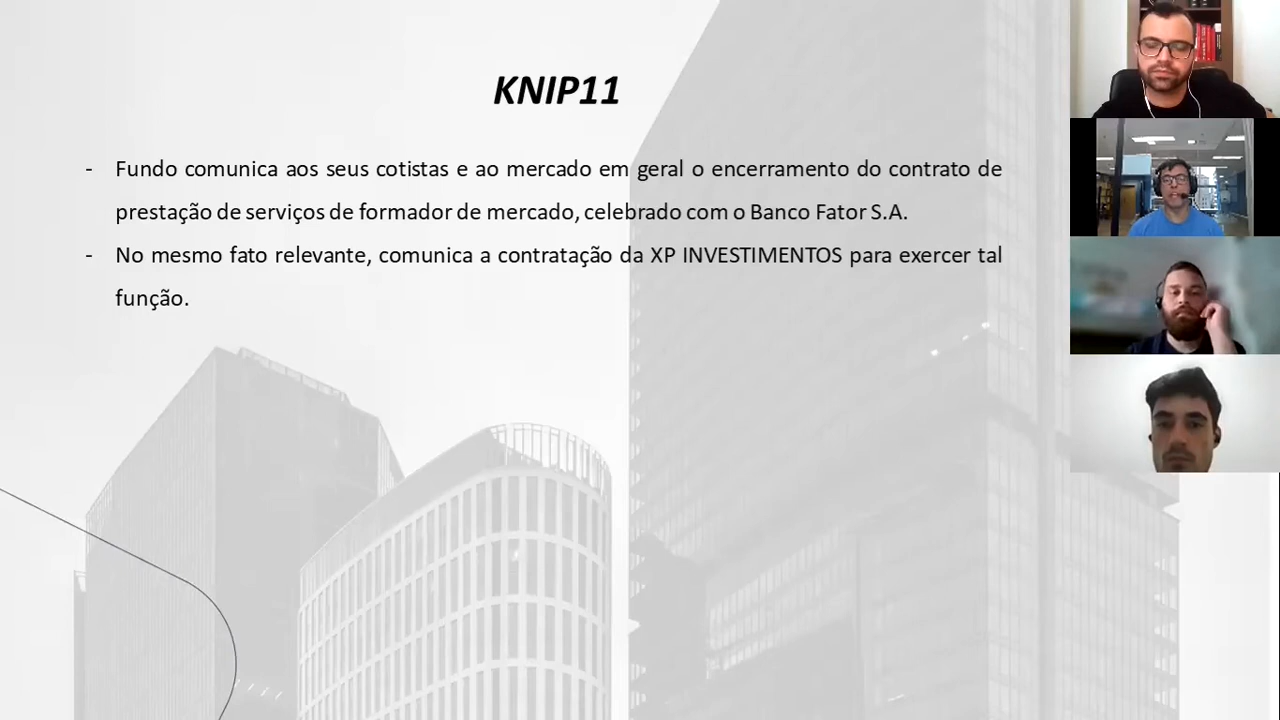 KNIP11
- Fundo comunica aos seus cotistas e ao mercado em geral o encerramento do contrato de
prestação de serviços de formador de mercado, celebrado com o Banco Fator S.A.
- No mesmo fato relevante, comunica a contratação da XP INVESTIMENTOS para exercer tal
função.